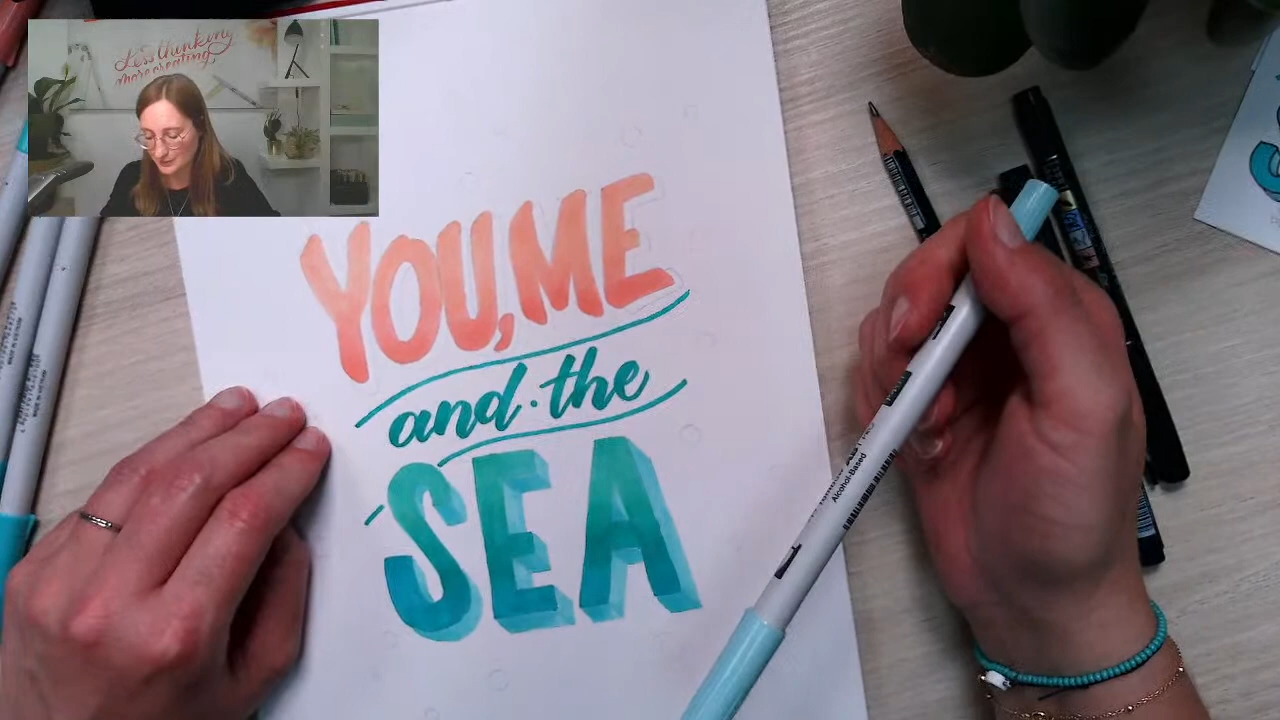 Less thinking
more creating
YOU, ME
and · the
SEA
Alcohol-Based